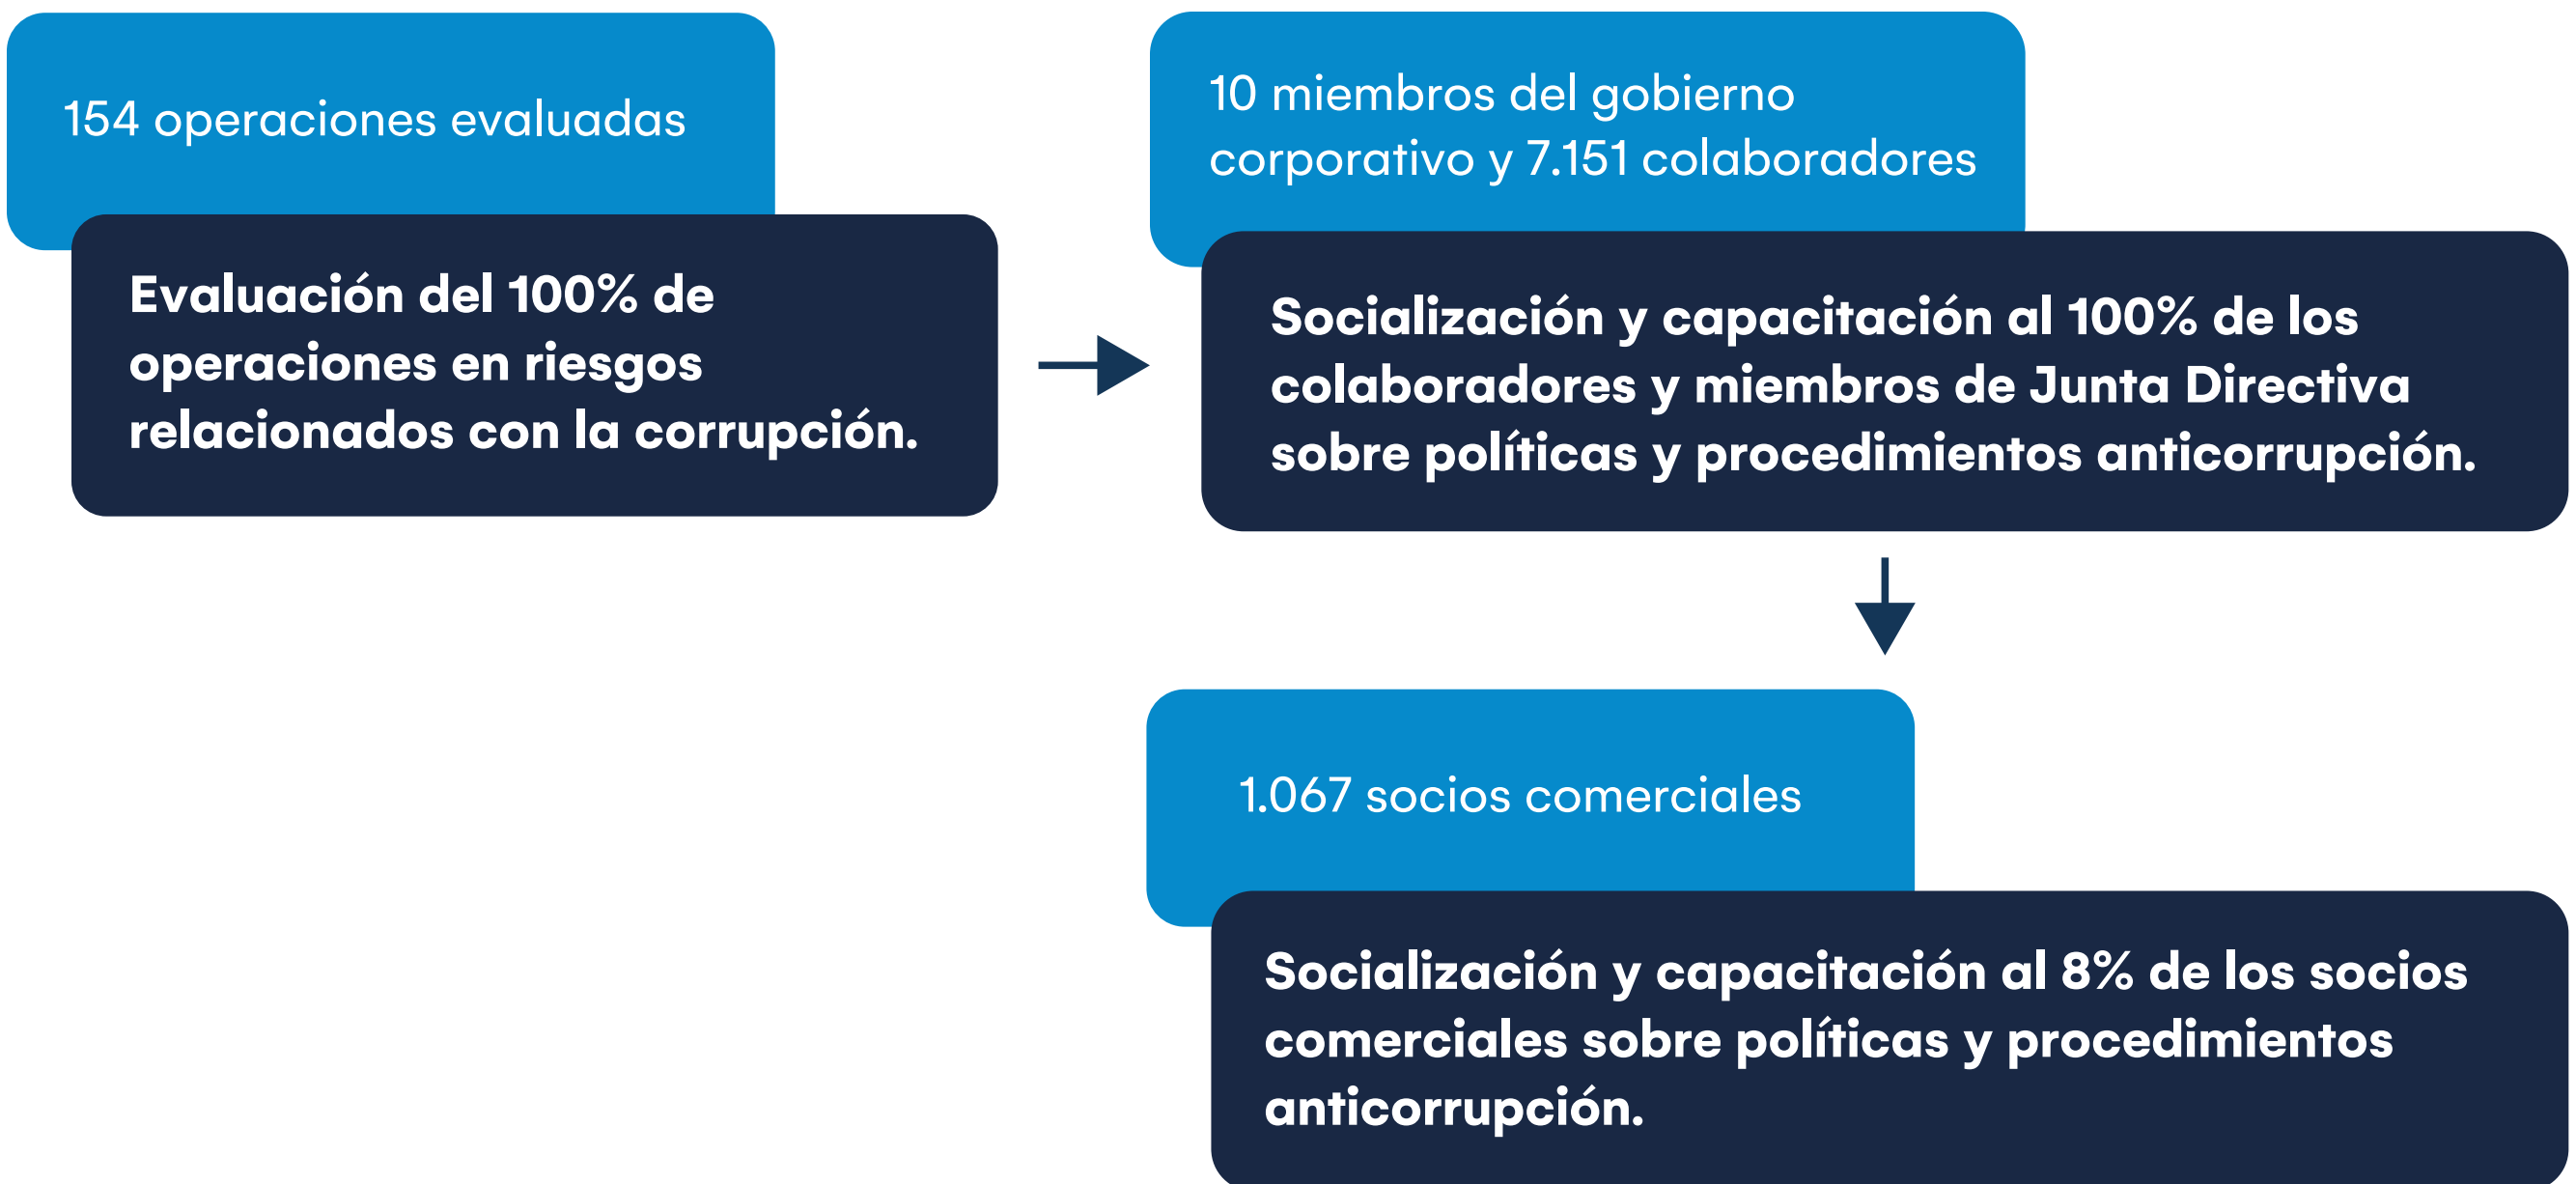 154 operaciones evaluadas
Evaluación del 100% de
operaciones en riesgos
relacionados con la corrupción.
10 miembros del gobierno
corporativo y 7.151 colaboradores
Socialización y capacitación al 100% de los
colaboradores y miembros de Junta Directiva
sobre políticas y procedimientos anticorrupción.
1.067 socios comerciales
Socialización y capacitación al 8% de los socios
comerciales sobre políticas y procedimientos
anticorrupción.